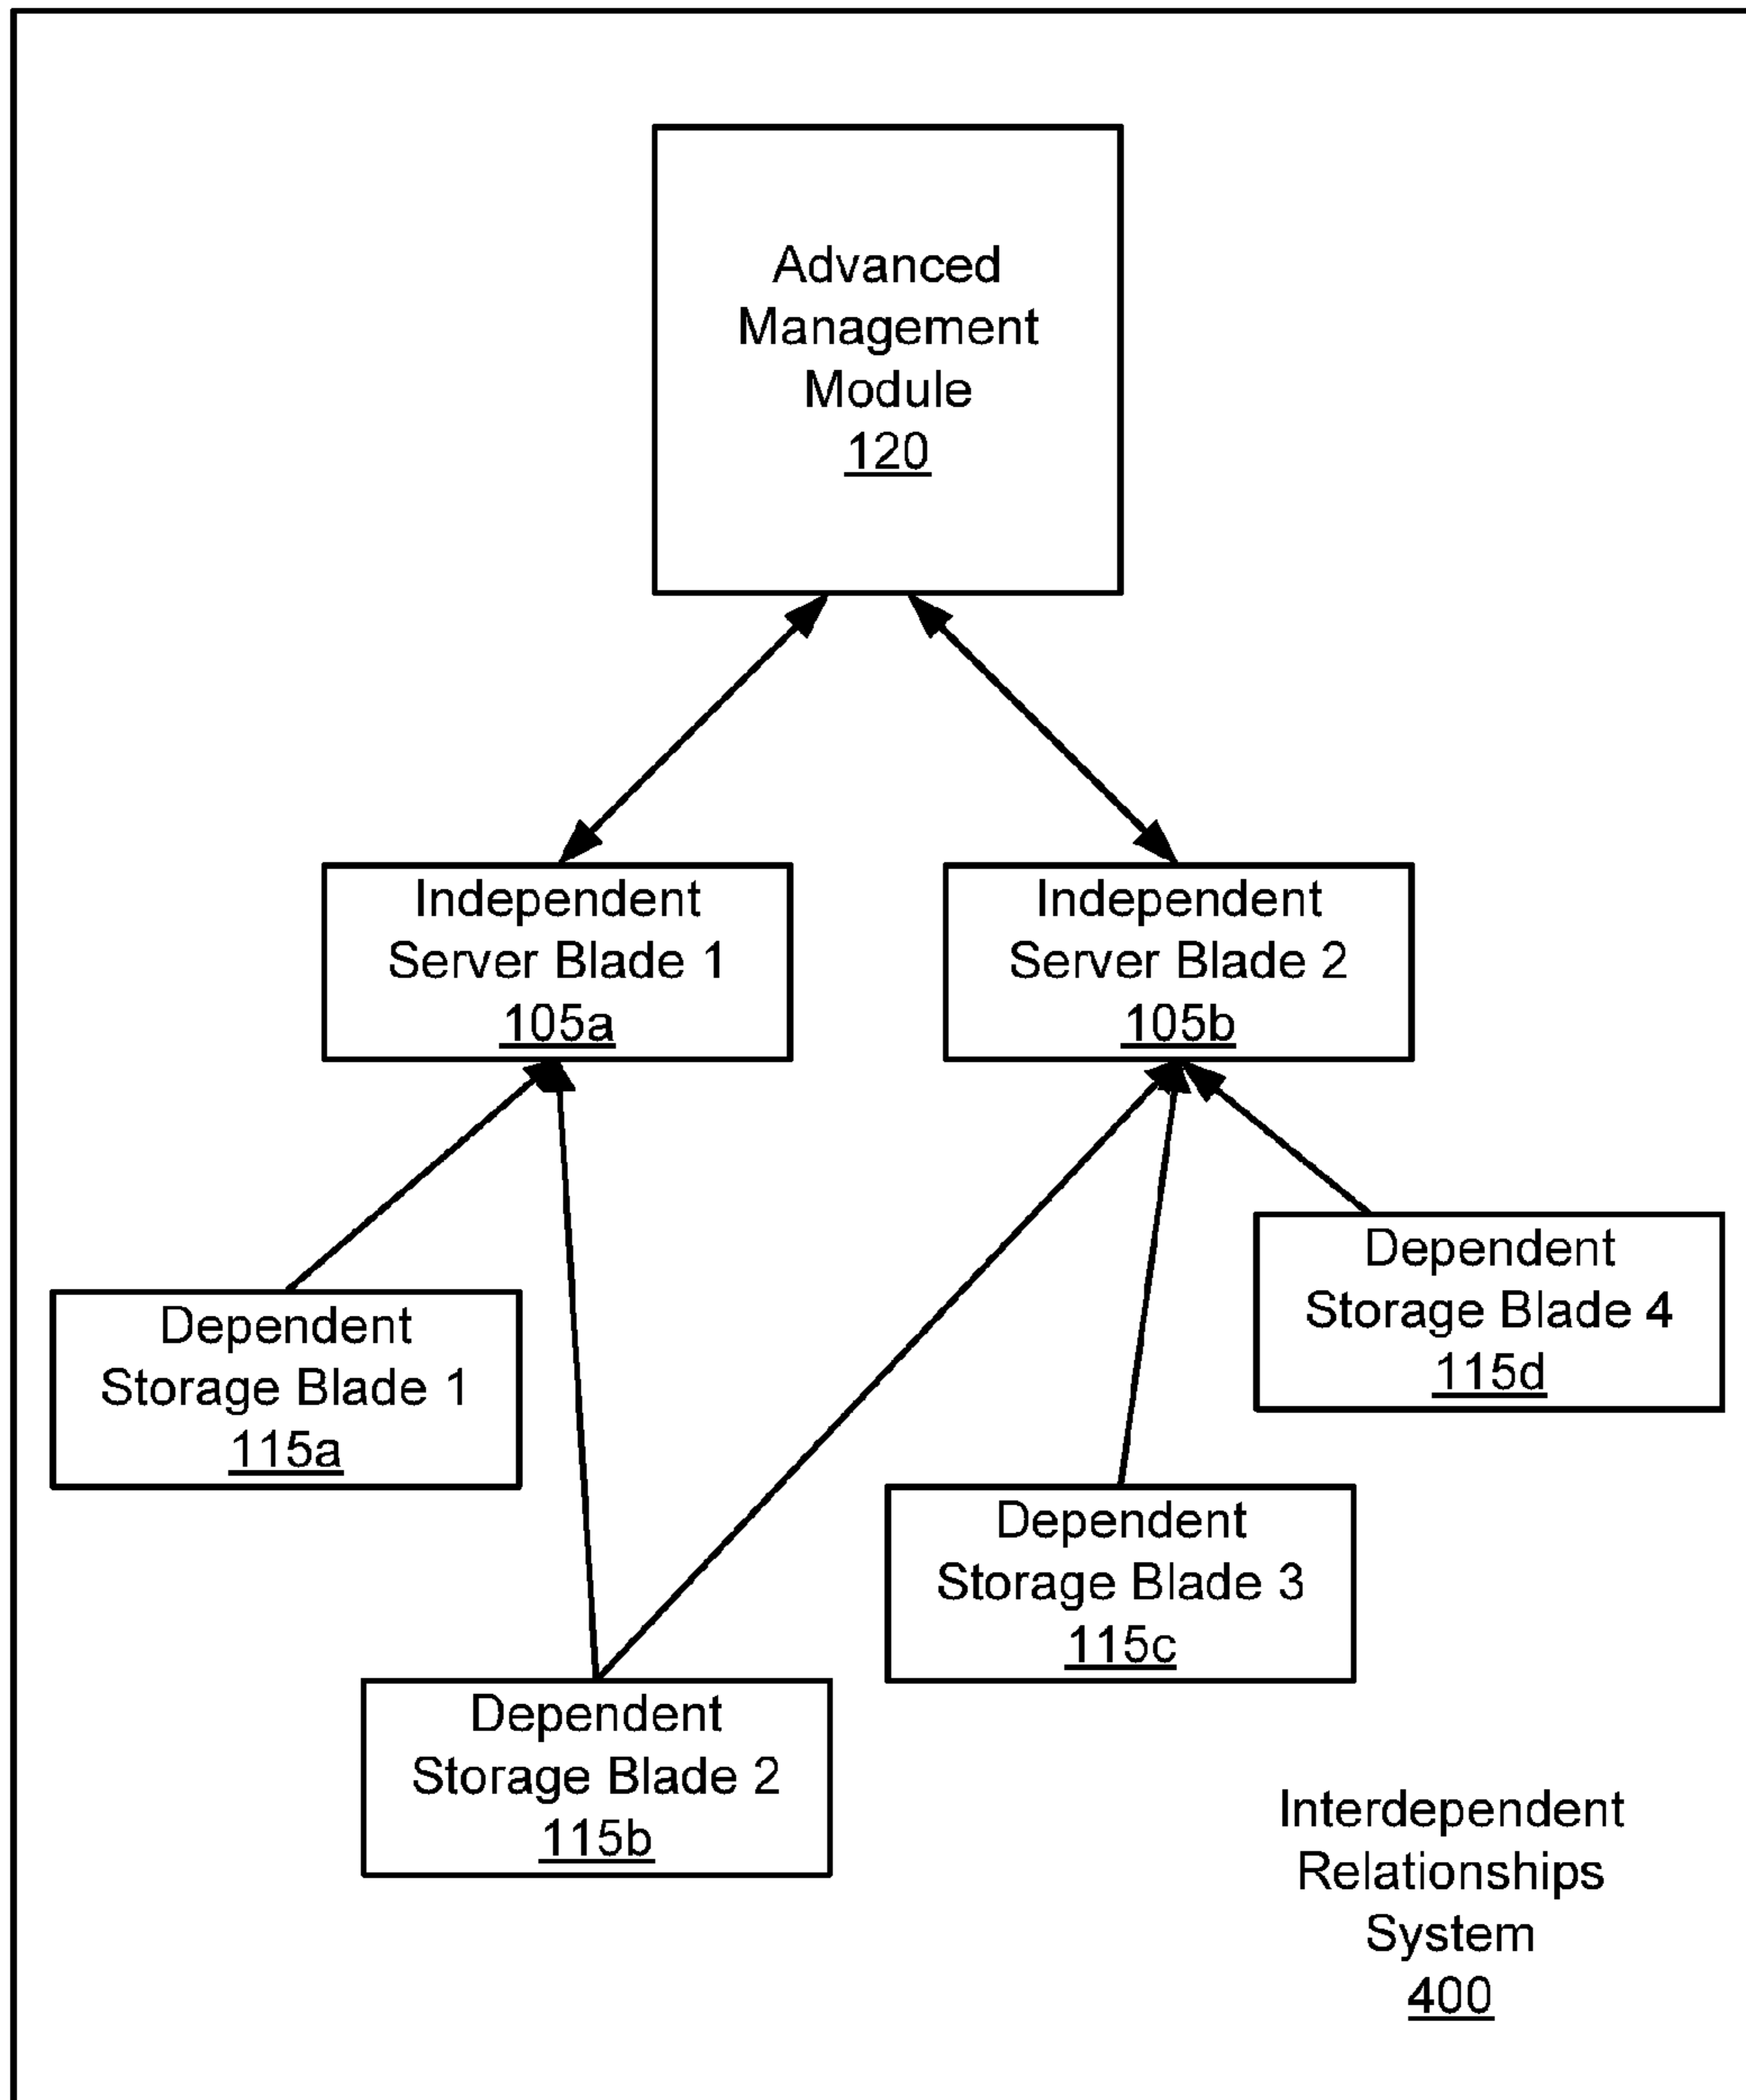 Advanced
Management
Module
120
Independent
Server Blade 1
105a
Independent
Server Blade 2
105b
Dependent
Storage Blade 4
115d
Dependent
Storage Blade 1
115a
Dependent
Storage Blade 3
115c
Dependent
Storage Blade 2
115b
Interdependent
Relationships
System
400